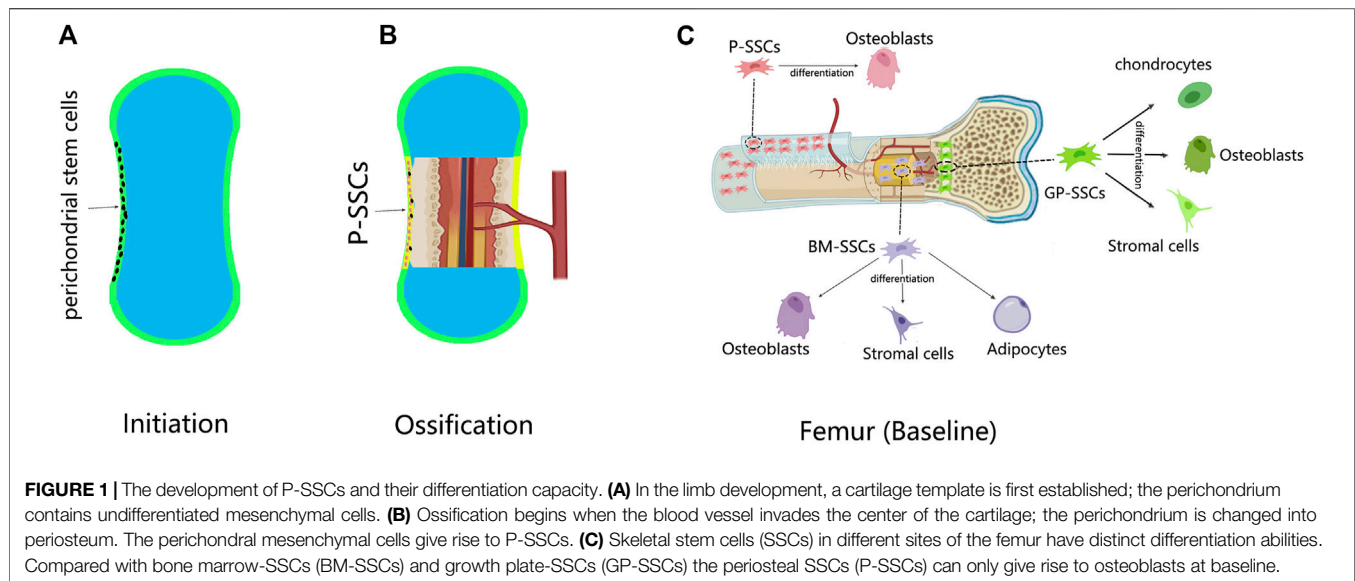 A
B
C
perichondrial stem cells
P-SSCs
P-SSCs
differentiation
Osteoblasts
chondrocytes
differentiation
Osteoblasts
GP-SSCs
Stromal cells
BM-SSCs
differentiation
Osteoblasts
Stromal cells
Adipocytes
Initiation
Ossification
Femur (Baseline)
FIGURE 1 | The development of P-SSCs and their differentiation capacity. (A) In the limb development, a cartilage template is first established; the perichondrium
contains undifferentiated mesenchymal cells. (B) Ossification begins when the blood vessel invades the center of the cartilage; the perichondrium is changed into
periosteum. The perichondral mesenchymal cells give rise to P-SSCs. (C) Skeletal stem cells (SSCs) in different sites of the femur have distinct differentiation abilities.
Compared with bone marrow-SSCs (BM-SSCs) and growth plate-SSCs (GP-SSCs) the periosteal SSCs (P-SSCs) can only give rise to osteoblasts at baseline.